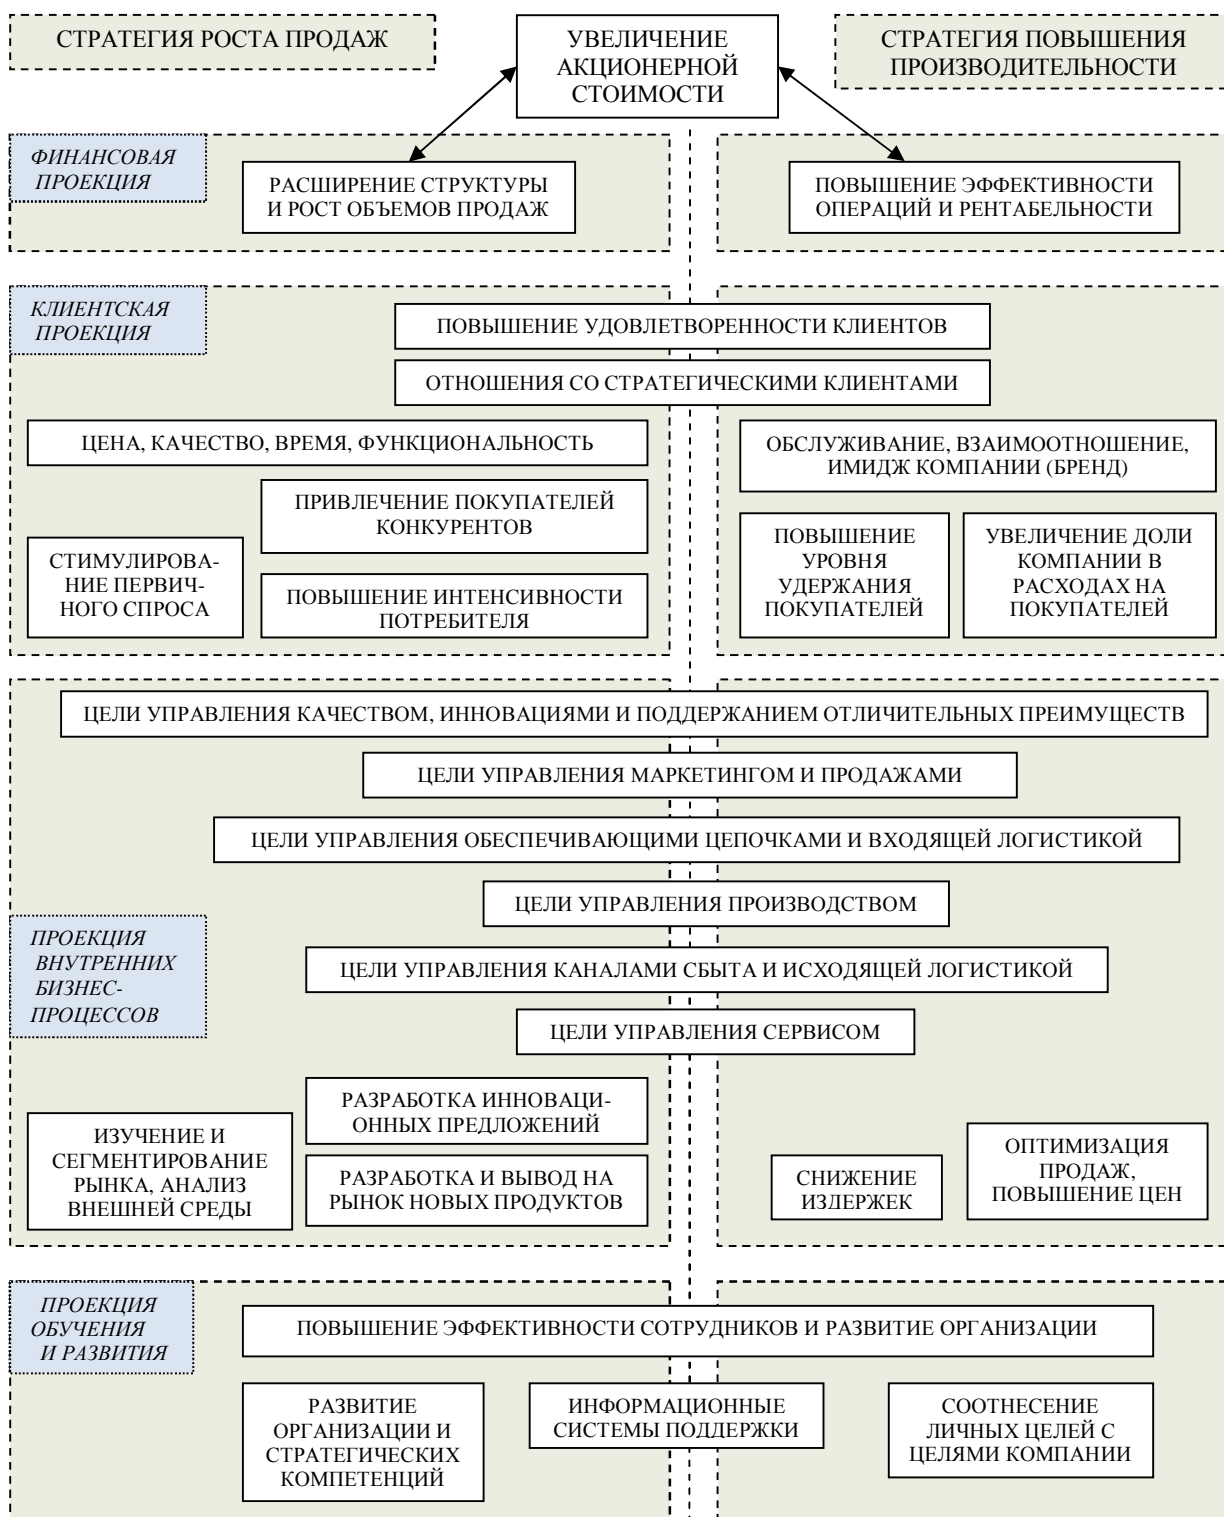 СТРАТЕГИЯ РОСТА ПРОДАЖ
УВЕЛИЧЕНИЕ
АКЦИОНЕРНОЙ
СТОИМОСТИ
СТРАТЕГИЯ ПОВЫШЕНИЯ
ПРОИЗВОДИТЕЛЬНОСТИ
ФИНАНСОВАЯ
ПРОЕКЦИЯ
РАСШИРЕНИЕ СТРУКТУРЫ
И РОСТ ОБЪЕМОВ ПРОДАЖ
ПОВЫШЕНИЕ ЭФФЕКТИВНОСТИ
ОПЕРАЦИЙ И РЕНТАБЕЛЬНОСТИ
КЛИЕНТСКАЯ
ПРОЕКЦИЯ
ПОВЫШЕНИЕ УДОВЛЕТВОРЕННОСТИ КЛИЕНТОВ
ОТНОШЕНИЯ СО СТРАТЕГИЧЕСКИМИ КЛИЕНТАМИ
ЦЕНА, КАЧЕСТВО, ВРЕМЯ, ФУНКЦИОНАЛЬНОСТЬ
ОБСЛУЖИВАНИЕ, ВЗАИМООТНОШЕНИЕ,
ИМИДЖ КОМПАНИИ (БРЕНД)
СТИМУЛИРОВА-
НИЕ ПЕРВИЧ-
НОГО СПРОСА
ПРИВЛЕЧЕНИЕ ПОКУПАТЕЛЕЙ
КОНКУРЕНТОВ
ПОВЫШЕНИЕ ИНТЕНСИВНОСТИ
ПОТРЕБИТЕЛЯ
ПОВЫШЕНИЕ
УРОВНЯ
УДЕРЖАНИЯ
ПОКУПАТЕЛЕЙ
УВЕЛИЧЕНИЕ ДОЛИ
КОМПАНИИ В
РАСХОДАХ НА
ПОКУПАТЕЛЕЙ
ЦЕЛИ УПРАВЛЕНИЯ КАЧЕСТВОМ, ИННОВАЦИЯМИ И ПОДДЕРЖАНИЕМ ОТЛИЧИТЕЛЬНЫХ ПРЕИМУЩЕСТВ
ЦЕЛИ УПРАВЛЕНИЯ МАРКЕТИНГОМ И ПРОДАЖАМИ
ЦЕЛИ УПРАВЛЕНИЯ ОБЕСПЕЧИВАЮЩИМИ ЦЕПОЧКАМИ И ВХОДЯЩЕЙ ЛОГИСТИКОЙ
ЦЕЛИ УПРАВЛЕНИЯ ПРОИЗВОДСТВОМ
ПРОЕКЦИЯ
ВНУТРЕННИХ
БИЗНЕС-
ПРОЦЕССОВ
ЦЕЛИ УПРАВЛЕНИЯ КАНАЛАМИ СБЫТА И ИСХОДЯЩЕЙ ЛОГИСТИКОЙ
ЦЕЛИ УПРАВЛЕНИЯ СЕРВИСОМ
ИЗУЧЕНИЕ И
СЕГМЕНТИРОВАНИЕ
РЫНКА, АНАЛИЗ
ВНЕШНЕЙ СРЕДЫ
РАЗРАБОТКА ИННОВАЦИ-
ОННЫХ ПРЕДЛОЖЕНИЙ
РАЗРАБОТКА И ВЫВОД НА
РЫНОК НОВЫХ ПРОДУКТОВ
СНИЖЕНИЕ
ИЗДЕРЖЕК
ОПТИМИЗАЦИЯ
ПРОДАЖ,
ПОВЫШЕНИЕ ЦЕН
ПРОЕКЦИЯ
ОБУЧЕНИЯ
И РАЗВИТИЯ
ПОВЫШЕНИЕ ЭФФЕКТИВНОСТИ СОТРУДНИКОВ И РАЗВИТИЕ ОРГАНИЗАЦИИ
РАЗВИТИЕ
ОРГАНИЗАЦИИ И
СТРАТЕГИЧЕСКИХ
КОМПЕТЕНЦИЙ
ИНФОРМАЦИОННЫЕ
СИСТЕМЫ ПОДДЕРЖКИ
СООТНЕСЕНИЕ
ЛИЧНЫХ ЦЕЛЕЙ С
ЦЕЛЯМИ КОМПАНИИ